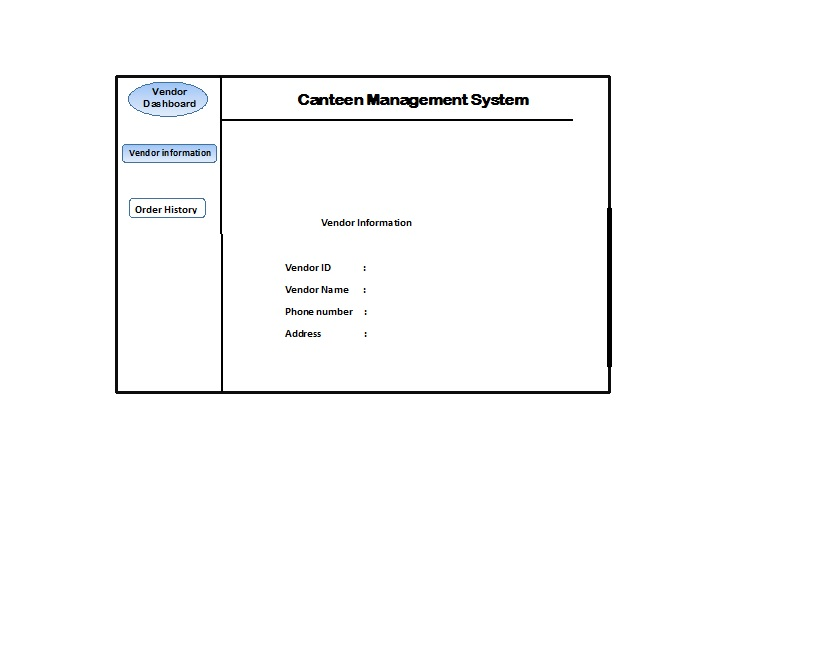 Vendor
Dashboard
Canteen Management System
Vendor information
Order History
Vendor Information
Vendor ID :
Vendor Name :
Phone number :
Address :